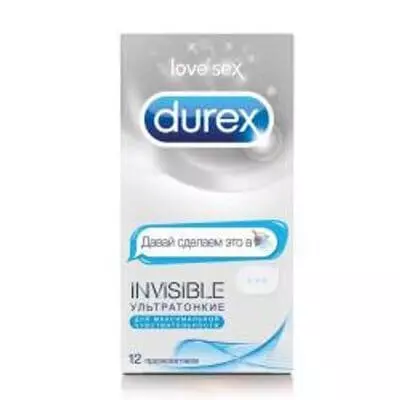 love sex
durex
Давай сделаем это в
INVISIBLE
УЛЬТРАТОНКИЕ
ДЛЯ МАКСИМАЛЬНОЙ
ЧУВСТВИТЕЛЬНОСТИ
12 презервативов